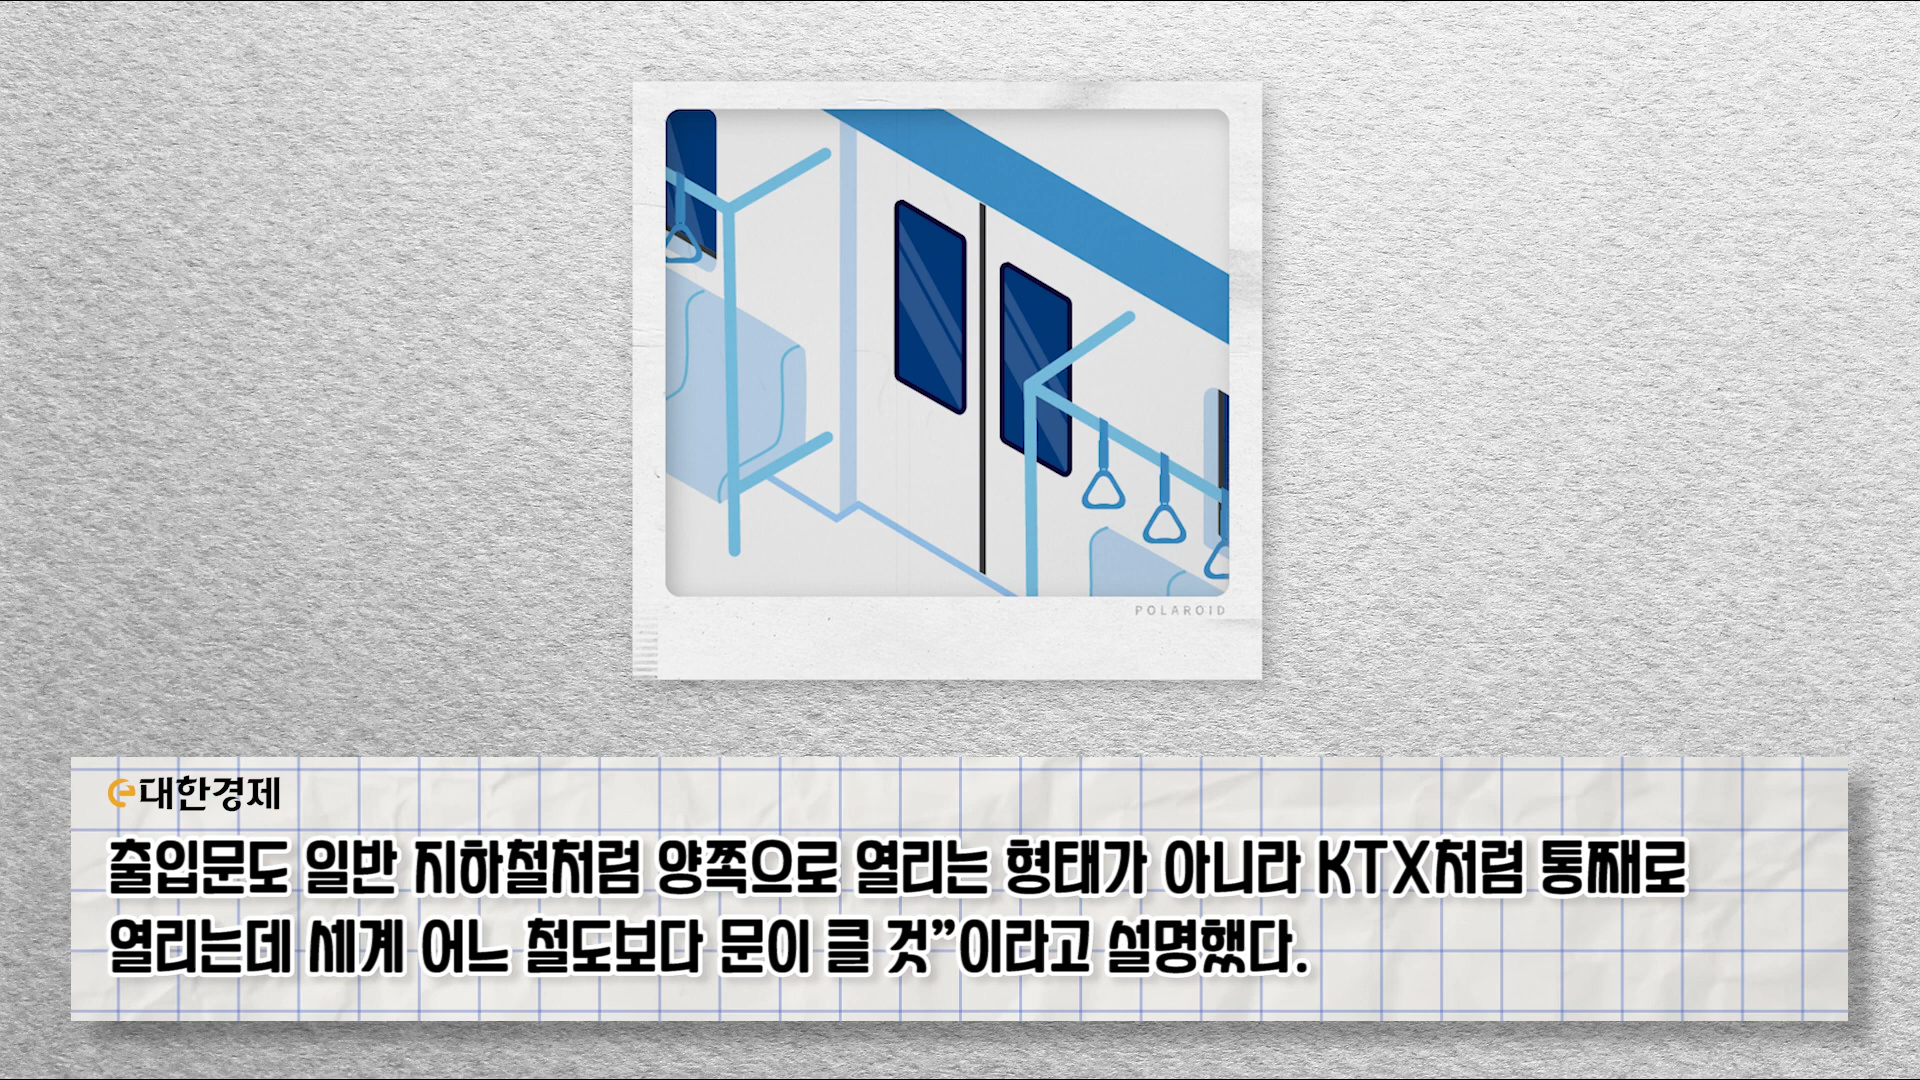 POLAROID
e대한경제
출입문도 일반 지하철처럼 양쪽으로 열리는 형태가 아니라 KTX처럼 통째로
열리는데 세계 어느 철도보다 문이 클 것”이라고 설명했다.